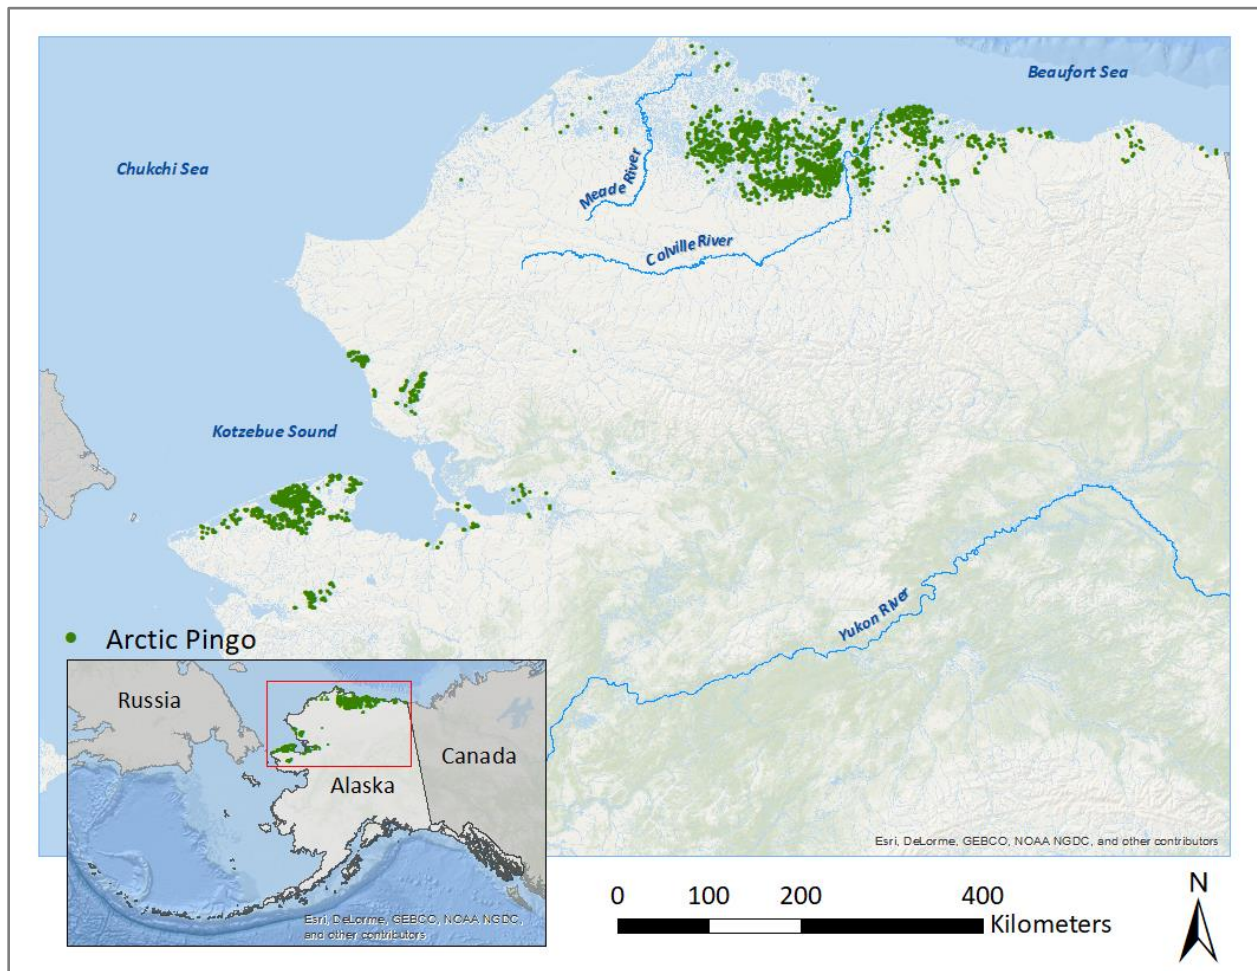 Beaufort Sea
Chukchi Sea
Meade River
Colville River
Kotzebue Sound
Yukon River
Arctic Pingo
Russia
Canada
Alaska
Esri, DeLorme, GEBCO, NOAA NGDC,
and other contributors
Esri, DeLorme, GEBCO, NOAA NGDC, and other contributors
0 100 200 400
Kilometers
N